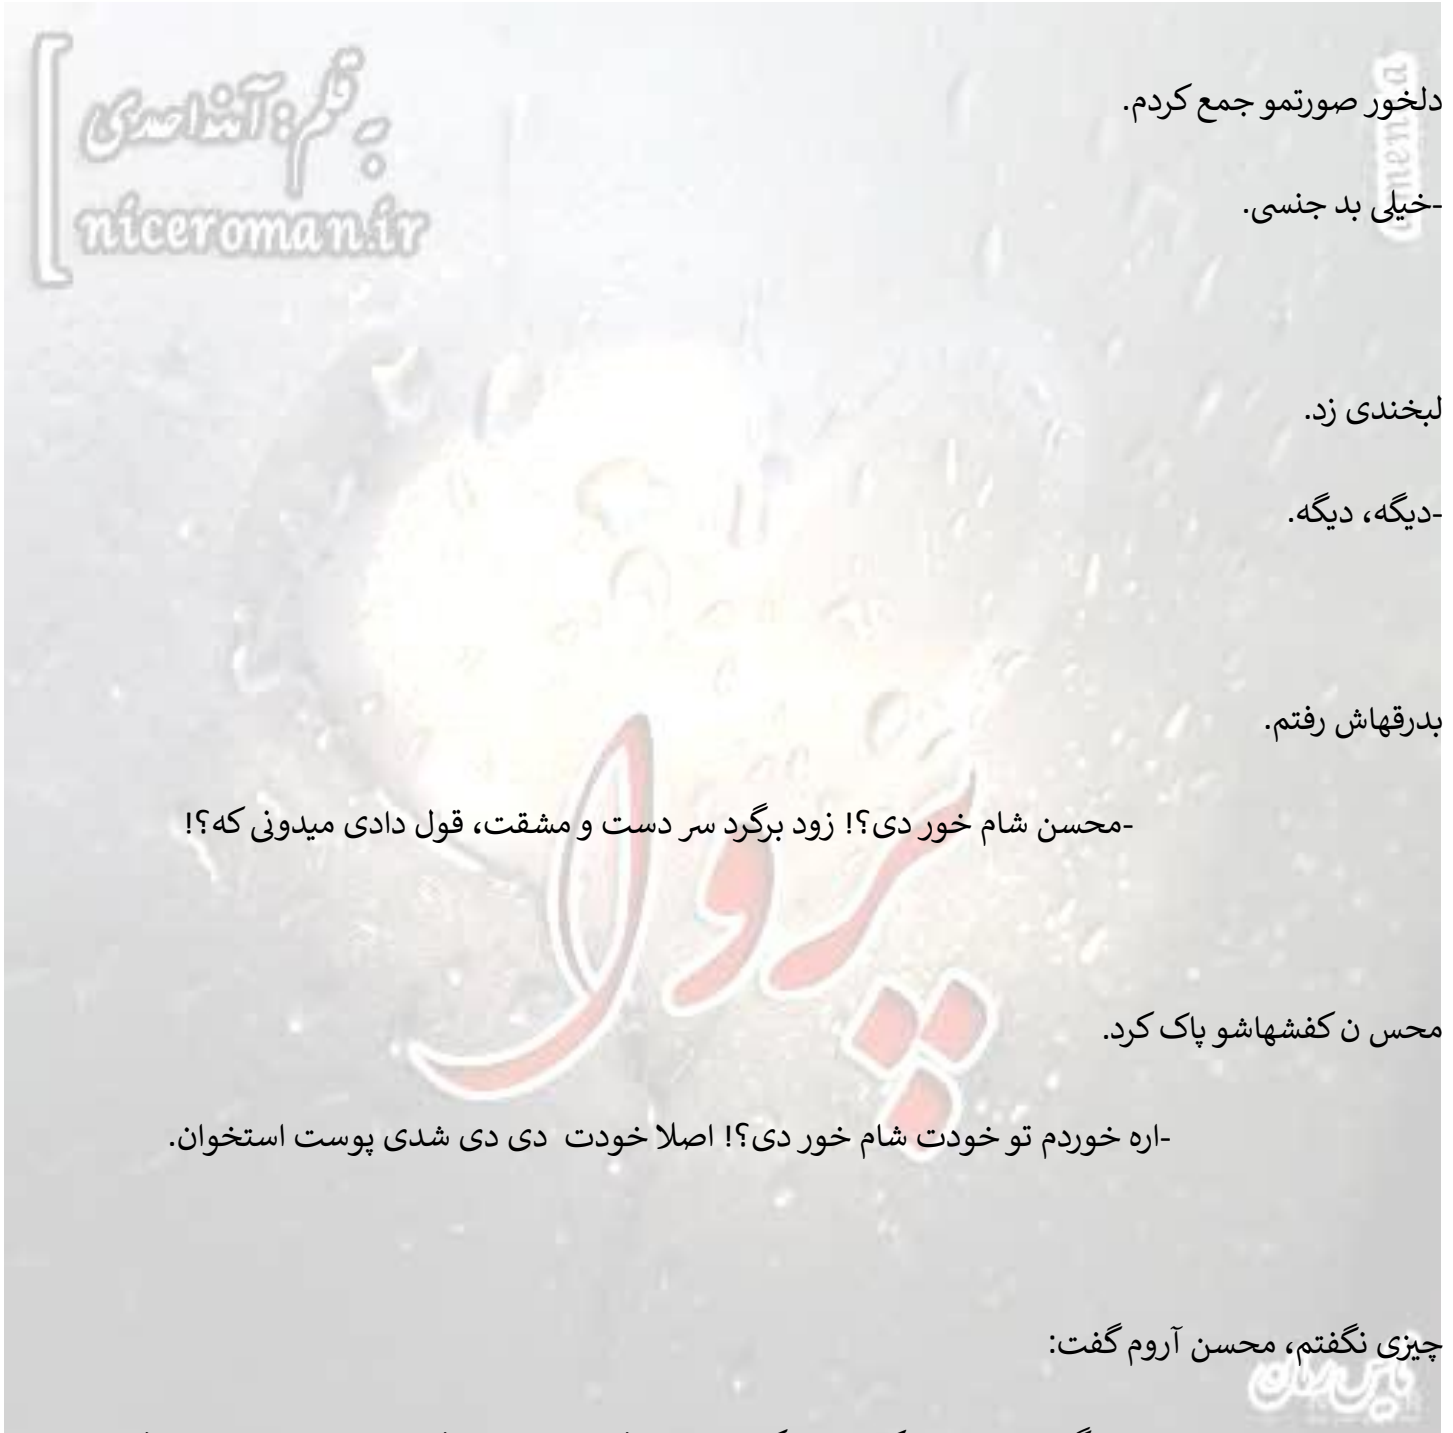 به قلم: آمنه احمدی
niceroman.ir
دلخور صورتمو جمع کردم.
-خیلی بد جنسی.
لبخندی زد.
-دیگه، دیگه.
بدرقهاش رفتم.
-محسن شام خور دی؟! زود برگرد سر دست و مشقت، قول دادی میدونی که؟!
پروا
محس ن کفشهاشو پاک کرد.
-اره خوردم تو خودت شام خور دی؟! اصلا خودت دی دی شدی پوست استخوان.
چیزی نگفتم، محسن آروم گفت: